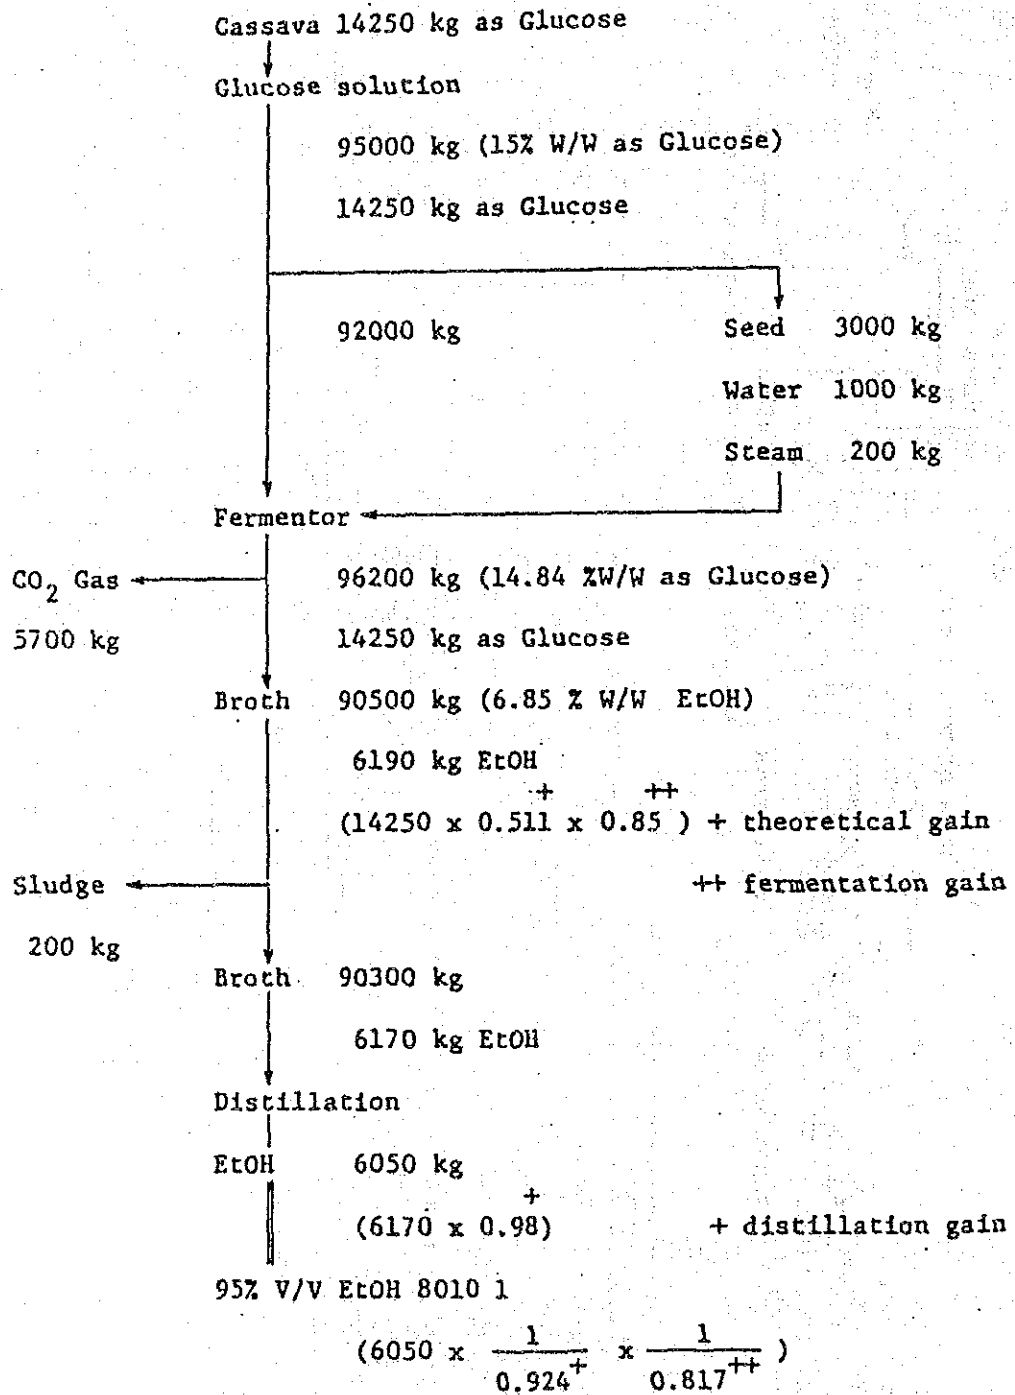 Cassava 14250 kg as Glucose
Glucose solution
95000 kg (15% W/W as Glucose)
14250 kg as Glucose
92000 kg Seed 3000 kg
Water 1000 kg
Steam 200 kg
Fermentor
CO₂ Gas 96200 kg (14.84 %W/W as Glucose)
5700 kg 14250 kg as Glucose
Broth 90500 kg (6.85 % W/W EtOH)
6190 kg EtOH
(14250 x 0.511⁺ x 0.85⁺⁺ ) + theoretical gain
Sludge ++ fermentation gain
200 kg
Broth 90300 kg
6170 kg EtOH
Distillation
EtOH 6050 kg
(6170 x 0.98⁺) + distillation gain
95% V/V EtOH 8010 l
(6050 x 1/0.924⁺ x 1/0.817⁺⁺ )